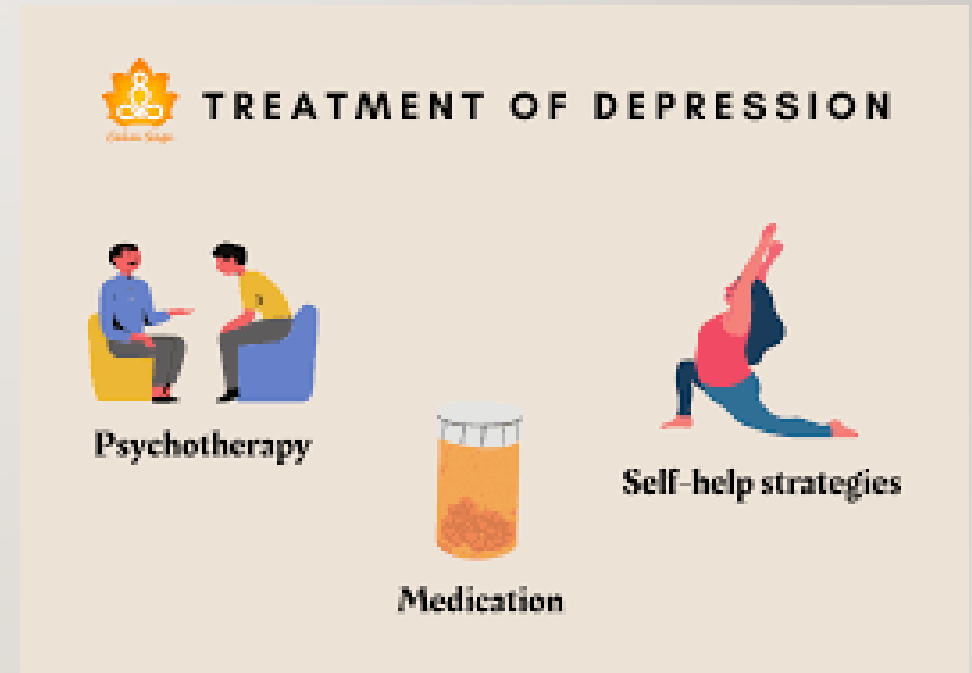 TREATMENT OF DEPRESSION
Psychotherapy
Self-help strategies
Medication